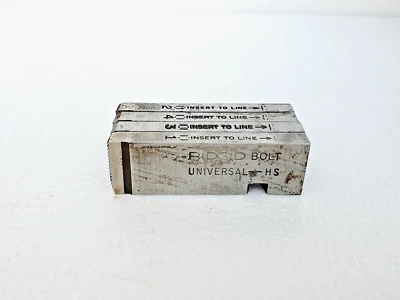 2 INSERT TO LINE
4 INSERT TO LINE
3 INSERT TO LINE
1 INSERT TO LINE
RIDGID BOLT
UNIVERSAL-HS